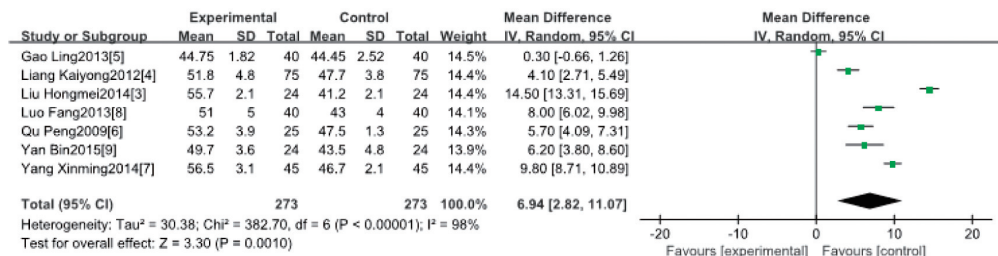 Experimental Control Mean Difference Mean Difference
Study or Subgroup Mean SD Total Mean SD Total Weight IV, Random, 95% CI IV, Random, 95% CI
Gao Ling2013[5] 44.75 1.82 40 44.45 2.52 40 14.5% 0.30 [-0.66, 1.26]
Liang Kaiyong2012[4] 51.8 4.8 75 47.7 3.8 75 14.4% 4.10 [2.71, 5.49]
Liu Hongmei2014[3] 55.7 2.1 24 41.2 2.1 24 14.4% 14.50 [13.31, 15.69]
Luo Fang2013[8] 51 5 40 43 4 40 14.1% 8.00 [6.02, 9.98]
Qu Peng2009[6] 53.2 3.9 25 47.5 1.3 25 14.3% 5.70 [4.09, 7.31]
Yan Bin2015[9] 49.7 3.6 24 43.5 4.8 24 13.9% 6.20 [3.80, 8.60]
Yang Xinming2014[7] 56.5 3.1 45 46.7 2.1 45 14.4% 9.80 [8.71, 10.89]
Total (95% CI) 273 273 100.0% 6.94 [2.82, 11.07]
Heterogeneity: Tau² = 30.38; Chi² = 382.70, df = 6 (P < 0.00001); I² = 98%
Test for overall effect: Z = 3.30 (P = 0.0010)
-20 -10 0 10 20
Favours [experimental] Favours [control]